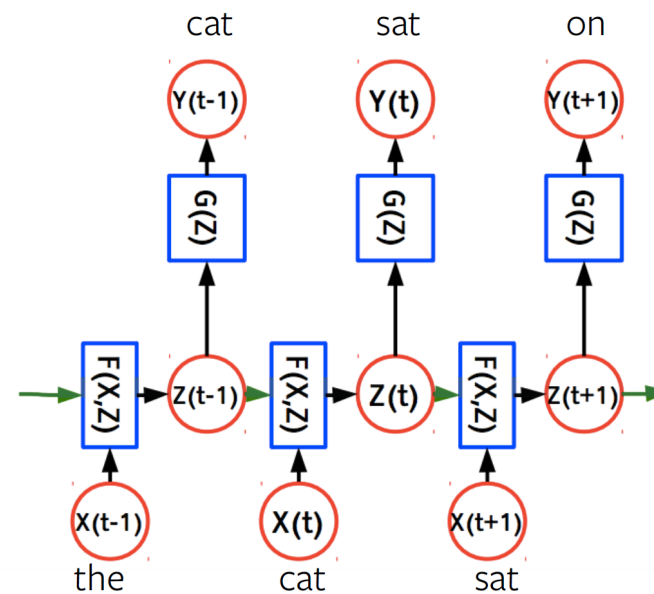 cat sat on
Y(t-1) Y(t) Y(t+1)
G(Z) G(Z) G(Z)
F(X,Z) Z(t-1) F(X,Z) Z(t) F(X,Z) Z(t+1)
X(t-1) X(t) X(t+1)
the cat sat